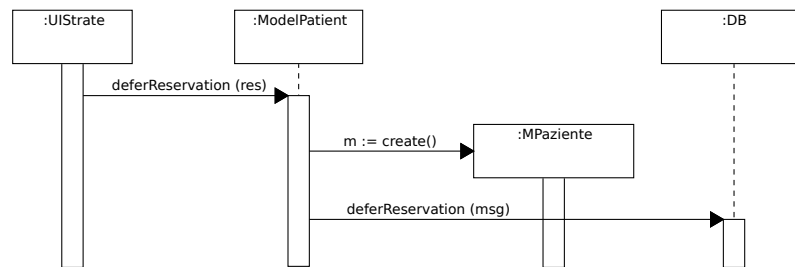 :UIStrate
:ModelPatient
:DB
deferReservation (res)
:MPaziente
m := create()
deferReservation (msg)